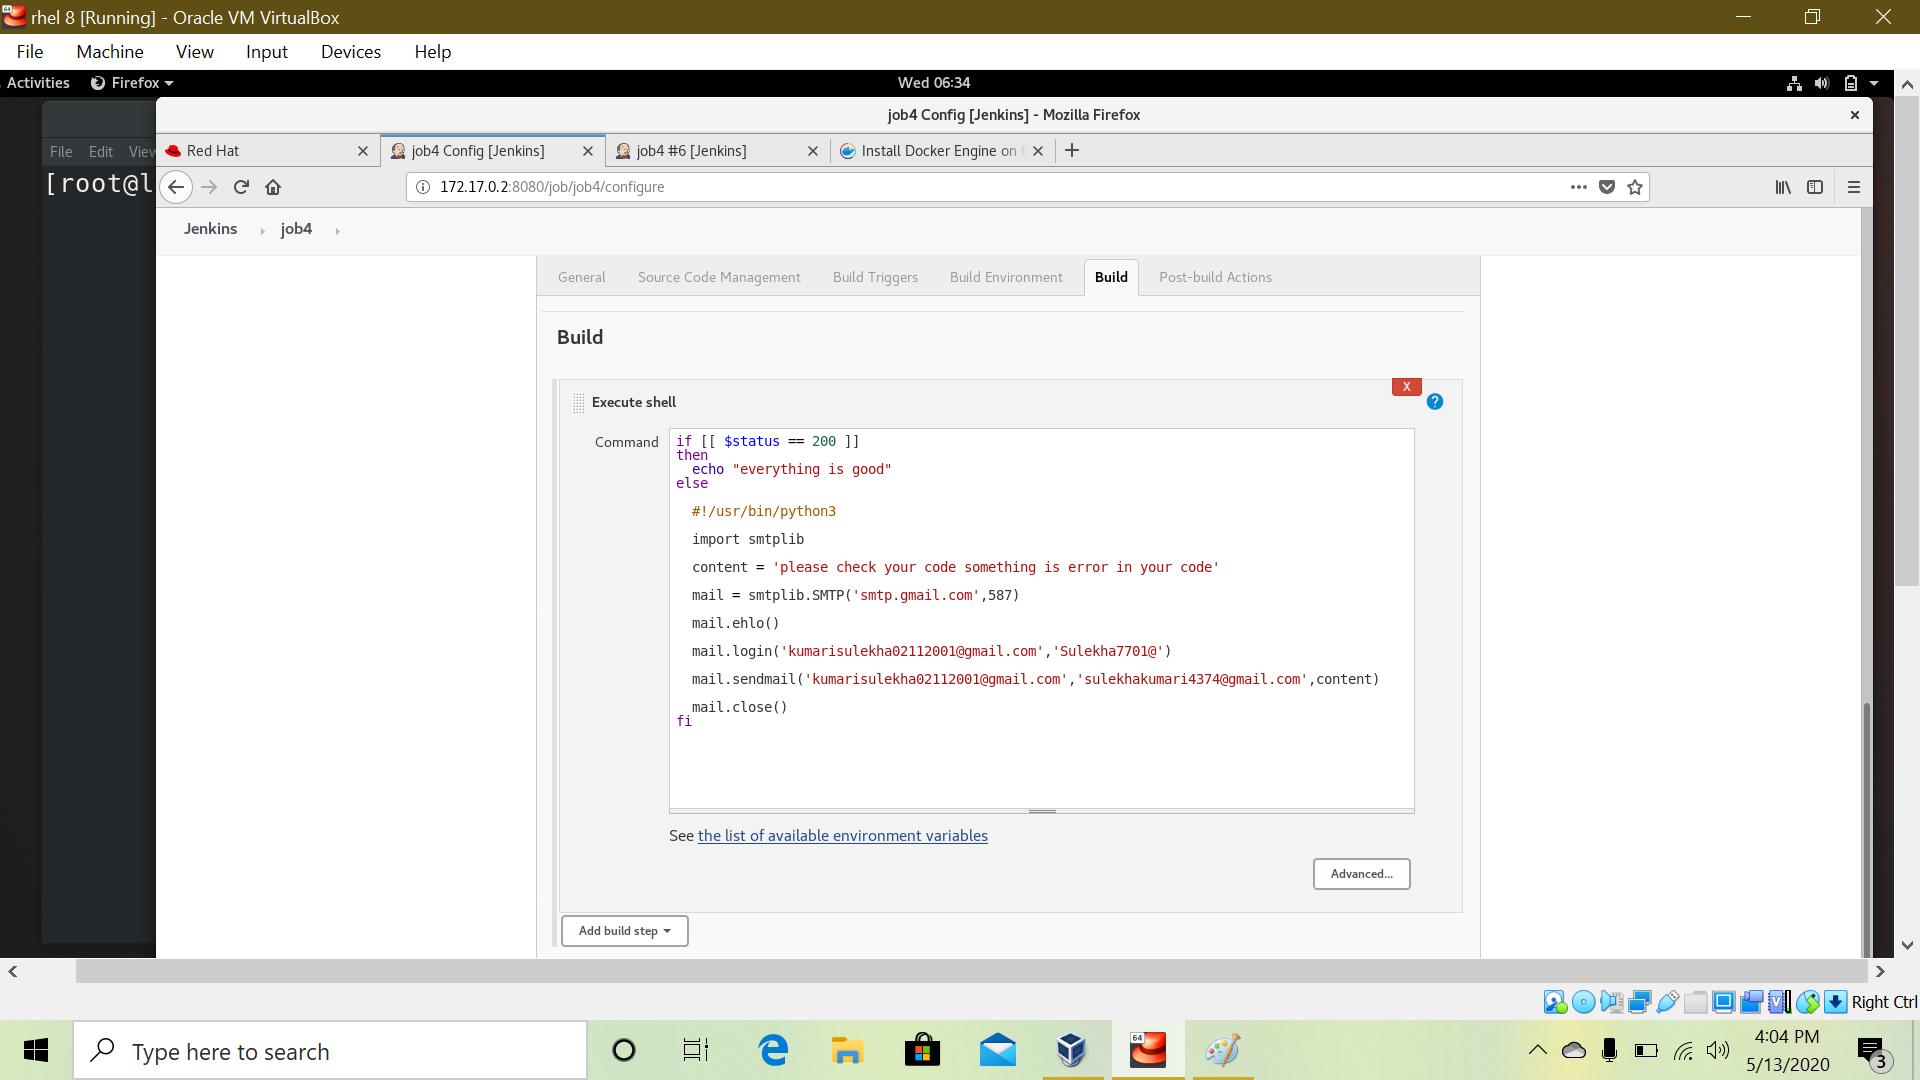 rhel 8 [Running] - Oracle VM VirtualBox
File Machine View Input Devices Help
Activities Firefox Wed 06:34
job4 Config [Jenkins] - Mozilla Firefox
File Edit View
Red Hat job4 Config [Jenkins] job4 #6 [Jenkins] Install Docker Engine on
[root@l
172.17.0.2:8080/job/job4/configure
Jenkins job4
General Source Code Management Build Triggers Build Environment Build Post-build Actions
Build
X
Execute shell
?
Command
if [[ $status == 200 ]]
then
echo "everything is good"
else
#!/usr/bin/python3
import smtplib
content = 'please check your code something is error in your code'
mail = smtplib.SMTP('smtp.gmail.com',587)
mail.ehlo()
mail.login('kumarisulekha02112001@gmail.com','Sulekha7701@')
mail.sendmail('kumarisulekha02112001@gmail.com','sulekhakumari4374@gmail.com',content)
mail.close()
fi
See the list of available environment variables
Advanced...
Add build step
Right Ctrl
Type here to search
64
4:04 PM
5/13/2020
3